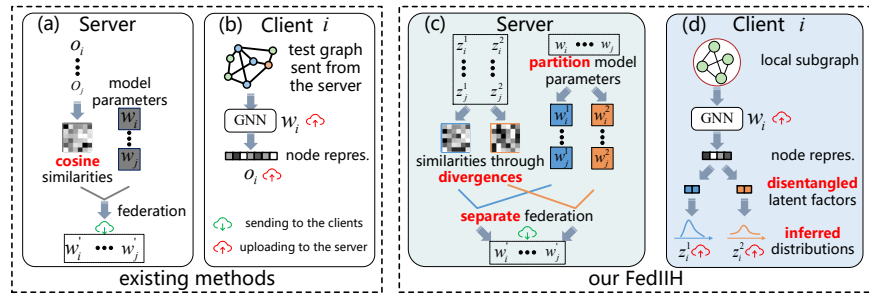 (a) Server
o_i
o_j
model
parameters
w_i
w_j
cosine
similarities
federation
w_i' ••• w_j'
(b) Client i
test graph
sent from
the server
GNN
w_i
node repres.
o_i
sending to the clients
uploading to the server
existing methods
(c) Server
z_i^1 z_i^2
z_j^1 z_j^2
w_i ••• w_j
partition model
parameters
w_i^1 w_i^2
w_j^1 w_j^2
similarities through
divergences
separate federation
w_i' ••• w_j'
(d) Client i
local subgraph
GNN
w_i
node repres.
disentangled
latent factors
inferred
distributions
z_i^1 z_i^2
our FedIIH